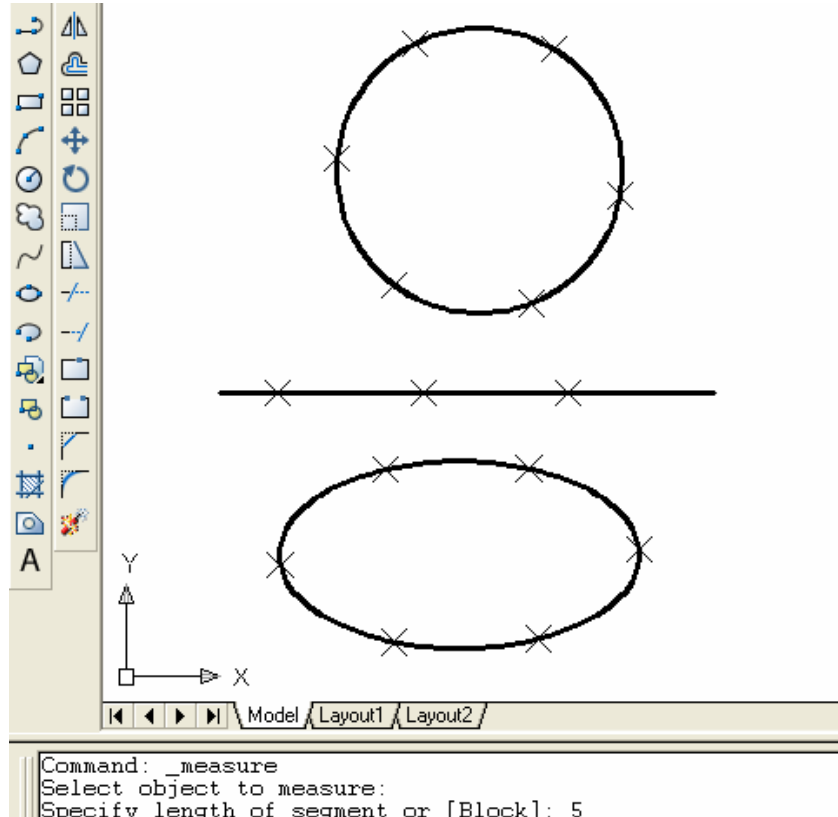 A
Y
X
Model
Layout1
Layout2
Command: _measure
Select object to measure:
Specify length of segment or [Block]: 5